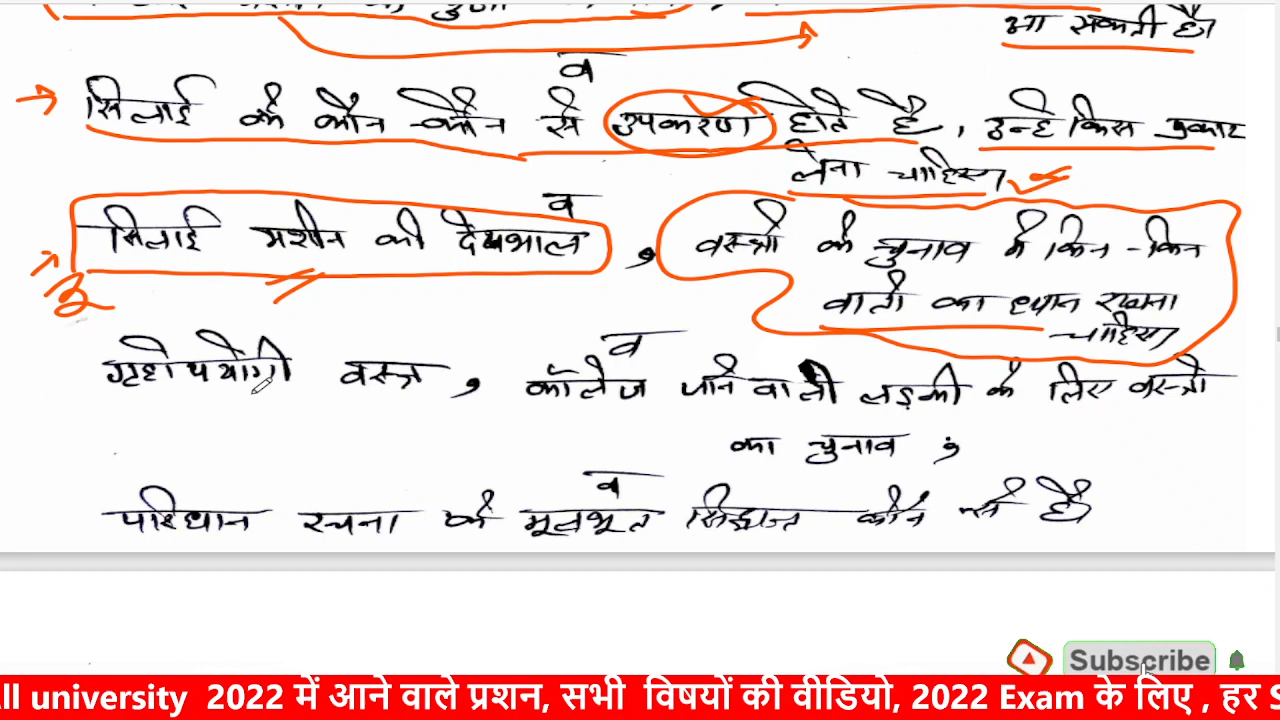 आ सकती है।
व
→ सिलाई के कौन-कौन से उपकरण होते है, उन्हे किस प्रकार
लेना चाहिए
व
सिलाई मशीन की देखभाल, वस्त्रो के चुनाव मे किन-किन
बातो का ध्यान रखना
चाहिए
व
गृहोपयोगी वस्त्र, कॉलेज जाने वाली लड़की के लिए वस्त्रो
का चुनाव,
व
परिधान रचना के मूलभूत सिद्धान्त कौन से है
Subscribe
ll university 2022 में आने वाले प्रशन, सभी विषयों की वीडियो, 2022 Exam के लिए , हर S